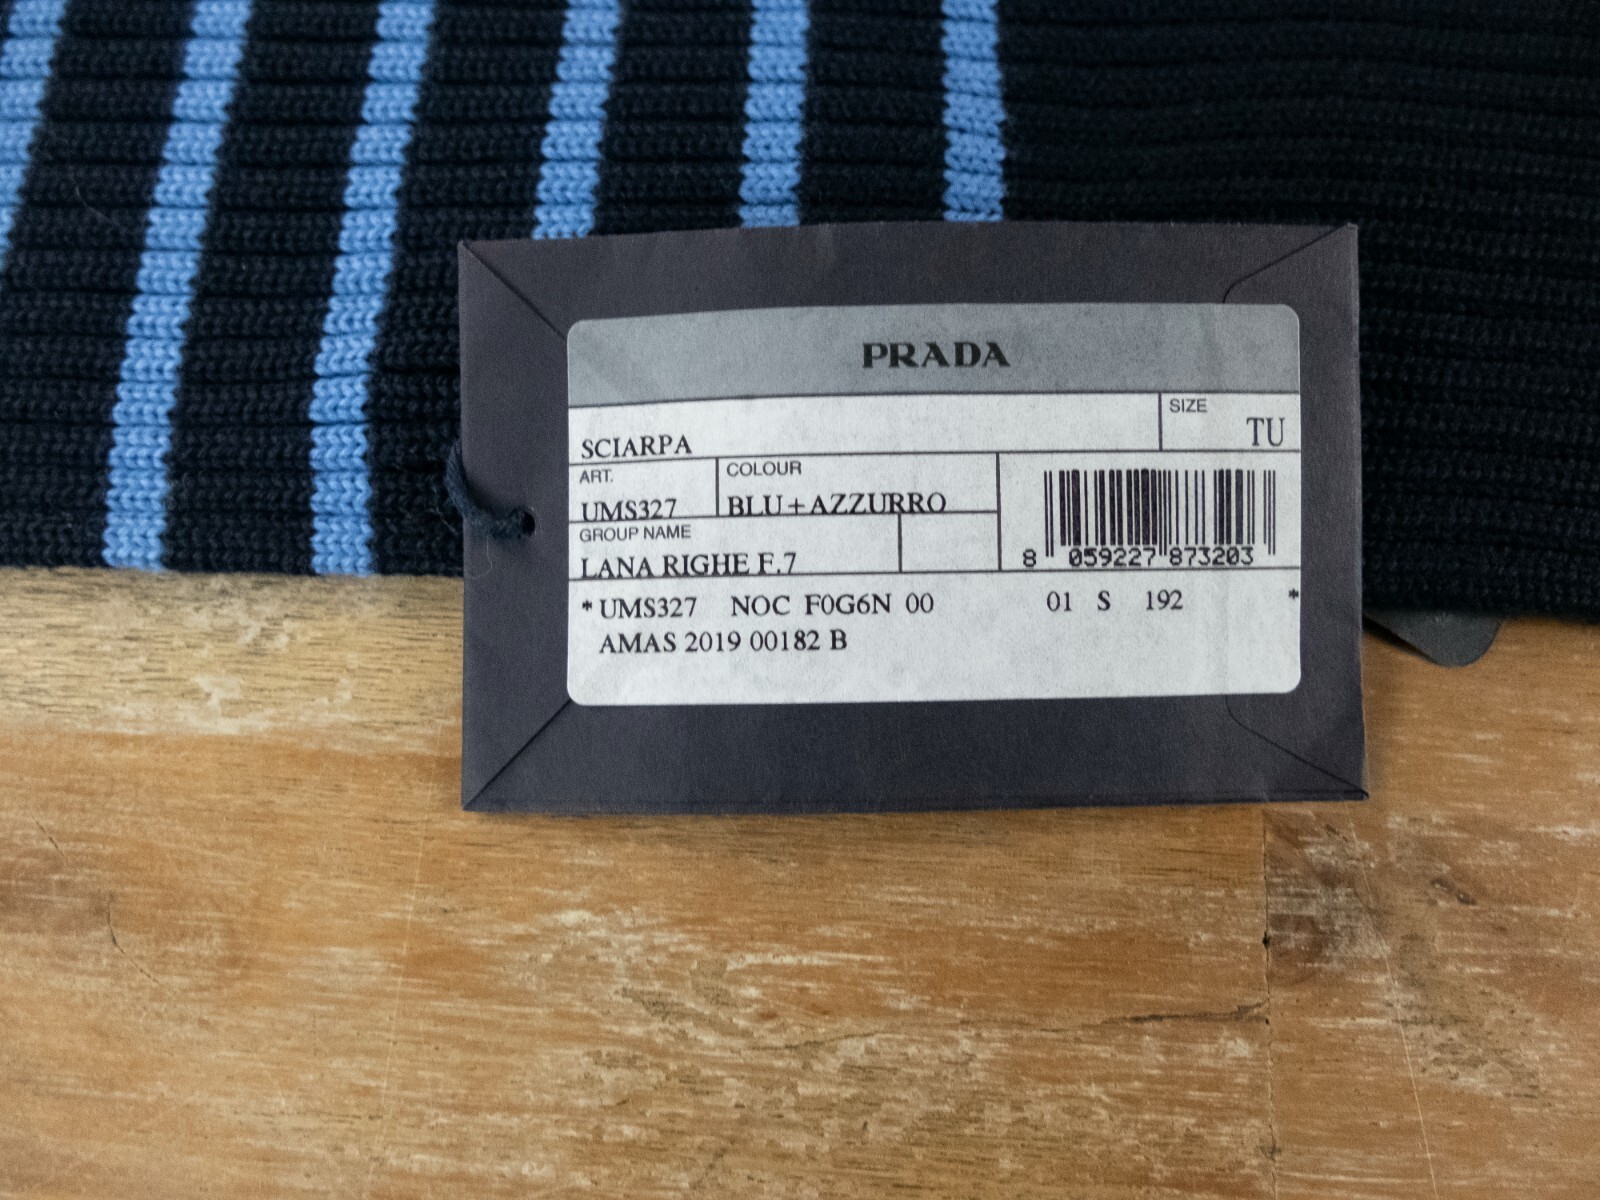 PRADA
SIZE
SCIARPA TU
ART. COLOUR
UMS327 BLU+AZZURRO
GROUP NAME
8 059227 873203
LANA RIGHE F.7
* UMS327 NOC F0G6N 00 01 S 192 *
AMAS 2019 00182 B